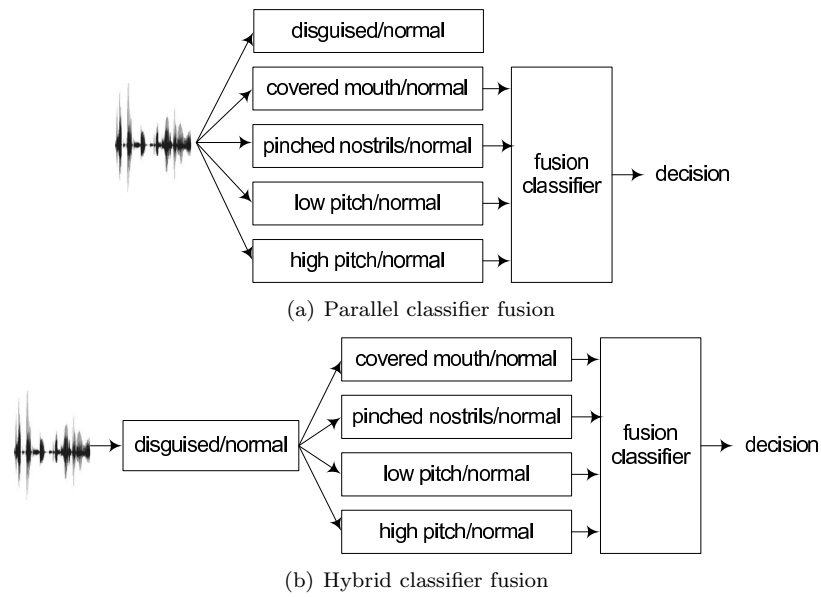 disguised/normal
covered mouth/normal
pinched nostrils/normal
low pitch/normal
high pitch/normal
fusion
classifier
decision
(a) Parallel classifier fusion
disguised/normal
covered mouth/normal
pinched nostrils/normal
low pitch/normal
high pitch/normal
fusion
classifier
decision
(b) Hybrid classifier fusion